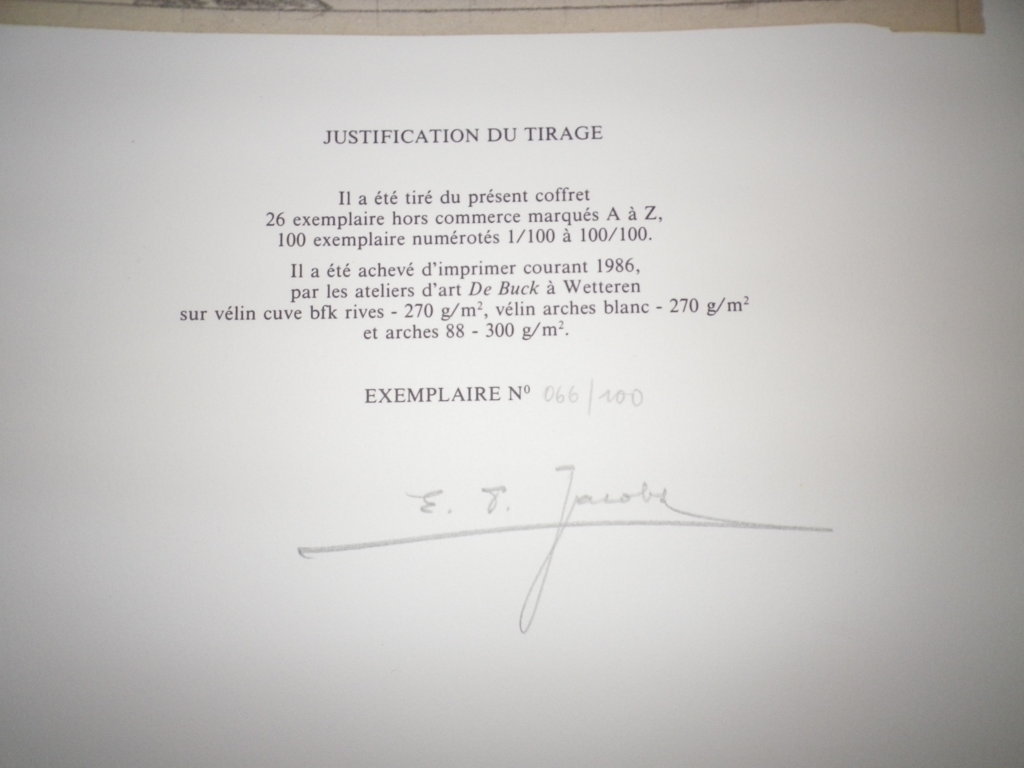 JUSTIFICATION DU TIRAGE
Il a été tiré du présent coffret
26 exemplaire hors commerce marqués A à Z,
100 exemplaire numérotés 1/100 à 100/100.
Il a été achevé d'imprimer courant 1986,
par les ateliers d'art De Buck à Wetteren
sur vélin cuve bfk rives - 270 g/m², vélin arches blanc - 270 g/m²
et arches 88 - 300 g/m².
EXEMPLAIRE Nº 066/100
E. P. Jacobs